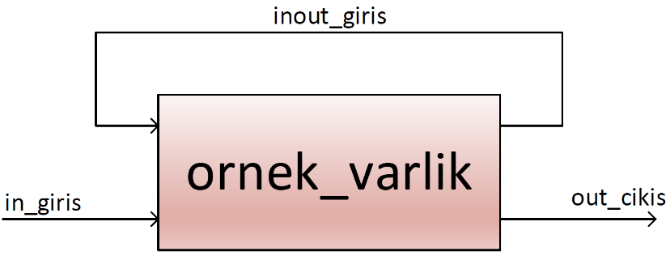 inout_giris
ornek_varlik
in_giris
out_cikis